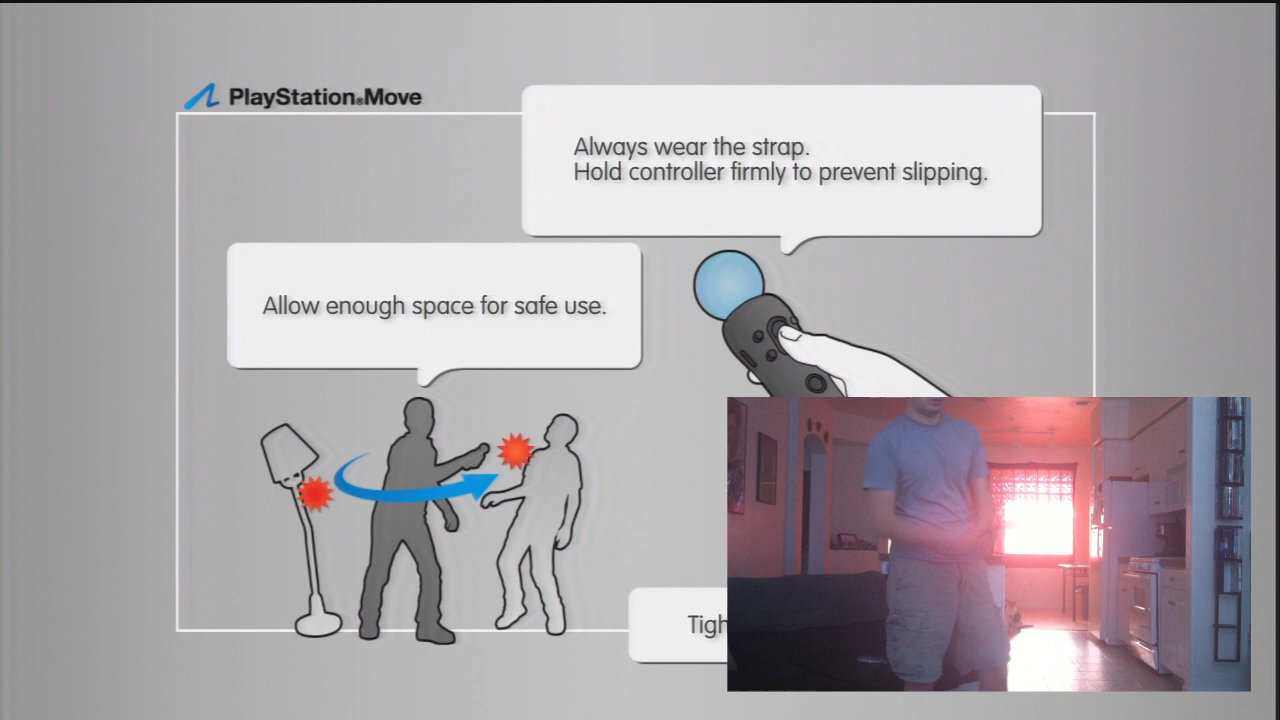 PlayStation®Move
Always wear the strap.
Hold controller firmly to prevent slipping.
Allow enough space for safe use.